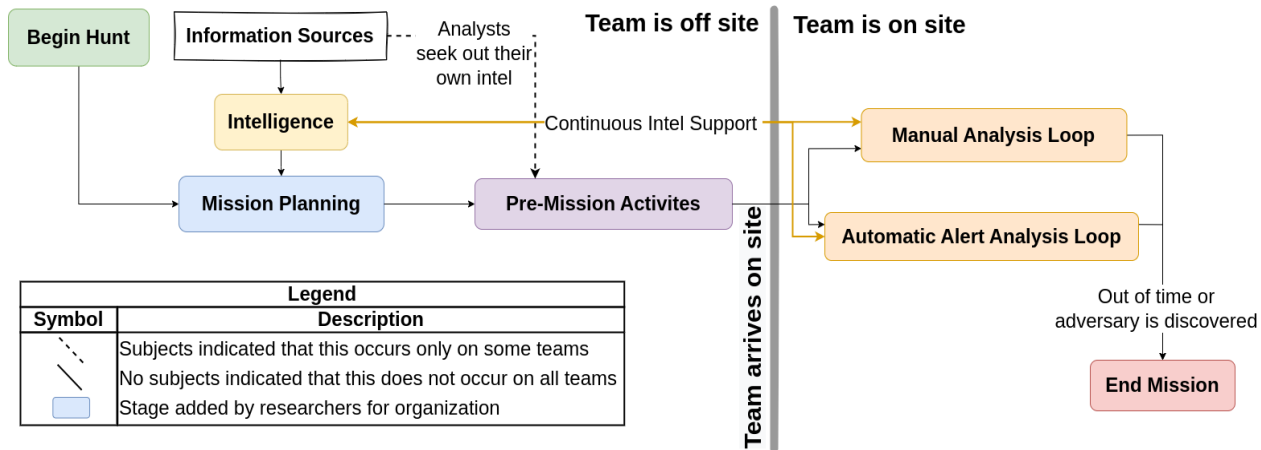 Begin Hunt
Information Sources
Analysts
seek out their
own intel
Team is off site
Team is on site
Intelligence
Continuous Intel Support
Manual Analysis Loop
Mission Planning
Pre-Mission Activites
Automatic Alert Analysis Loop
Team arrives on site
Out of time or
adversary is discovered
End Mission
Legend
Symbol Description
Subjects indicated that this occurs only on some teams
No subjects indicated that this does not occur on all teams
Stage added by researchers for organization